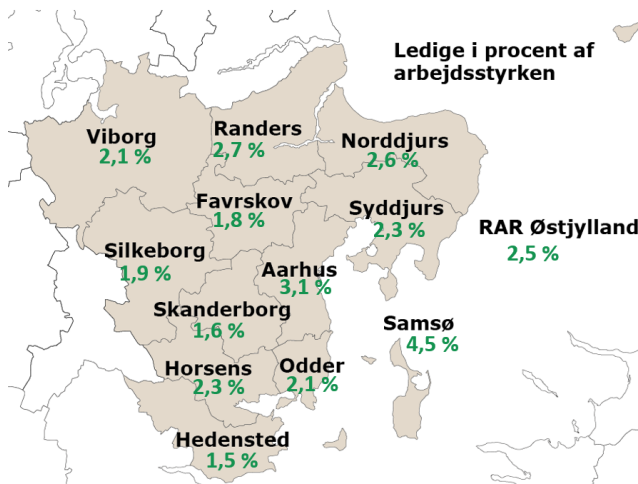 Ledige i procent af
arbejdsstyrken
Viborg
2,1 %
Randers
2,7 %
Norddjurs
2,6 %
Favrskov
1,8 %
Syddjurs
2,3 %
RAR Østjylland
2,5 %
Silkeborg
1,9 %
Aarhus
3,1 %
Skanderborg
1,6 %
Samsø
4,5 %
Horsens
2,3 %
Odder
2,1 %
Hedensted
1,5 %